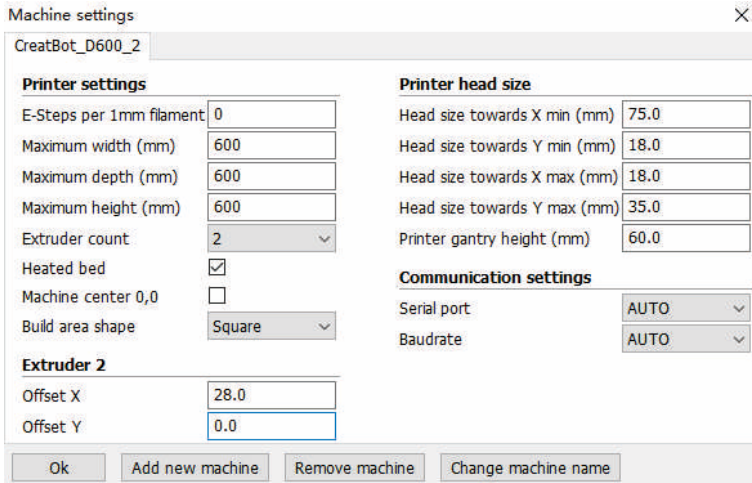 Machine settings
CreatBot_D600_2
Printer settings
E-Steps per 1mm filament 0
Maximum width (mm) 600
Maximum depth (mm) 600
Maximum height (mm) 600
Extruder count 2
Heated bed
Machine center 0,0
Build area shape Square
Extruder 2
Offset X 28.0
Offset Y 0.0
Printer head size
Head size towards X min (mm) 75.0
Head size towards Y min (mm) 18.0
Head size towards X max (mm) 18.0
Head size towards Y max (mm) 35.0
Printer gantry height (mm) 60.0
Communication settings
Serial port AUTO
Baudrate AUTO
Ok Add new machine Remove machine Change machine name